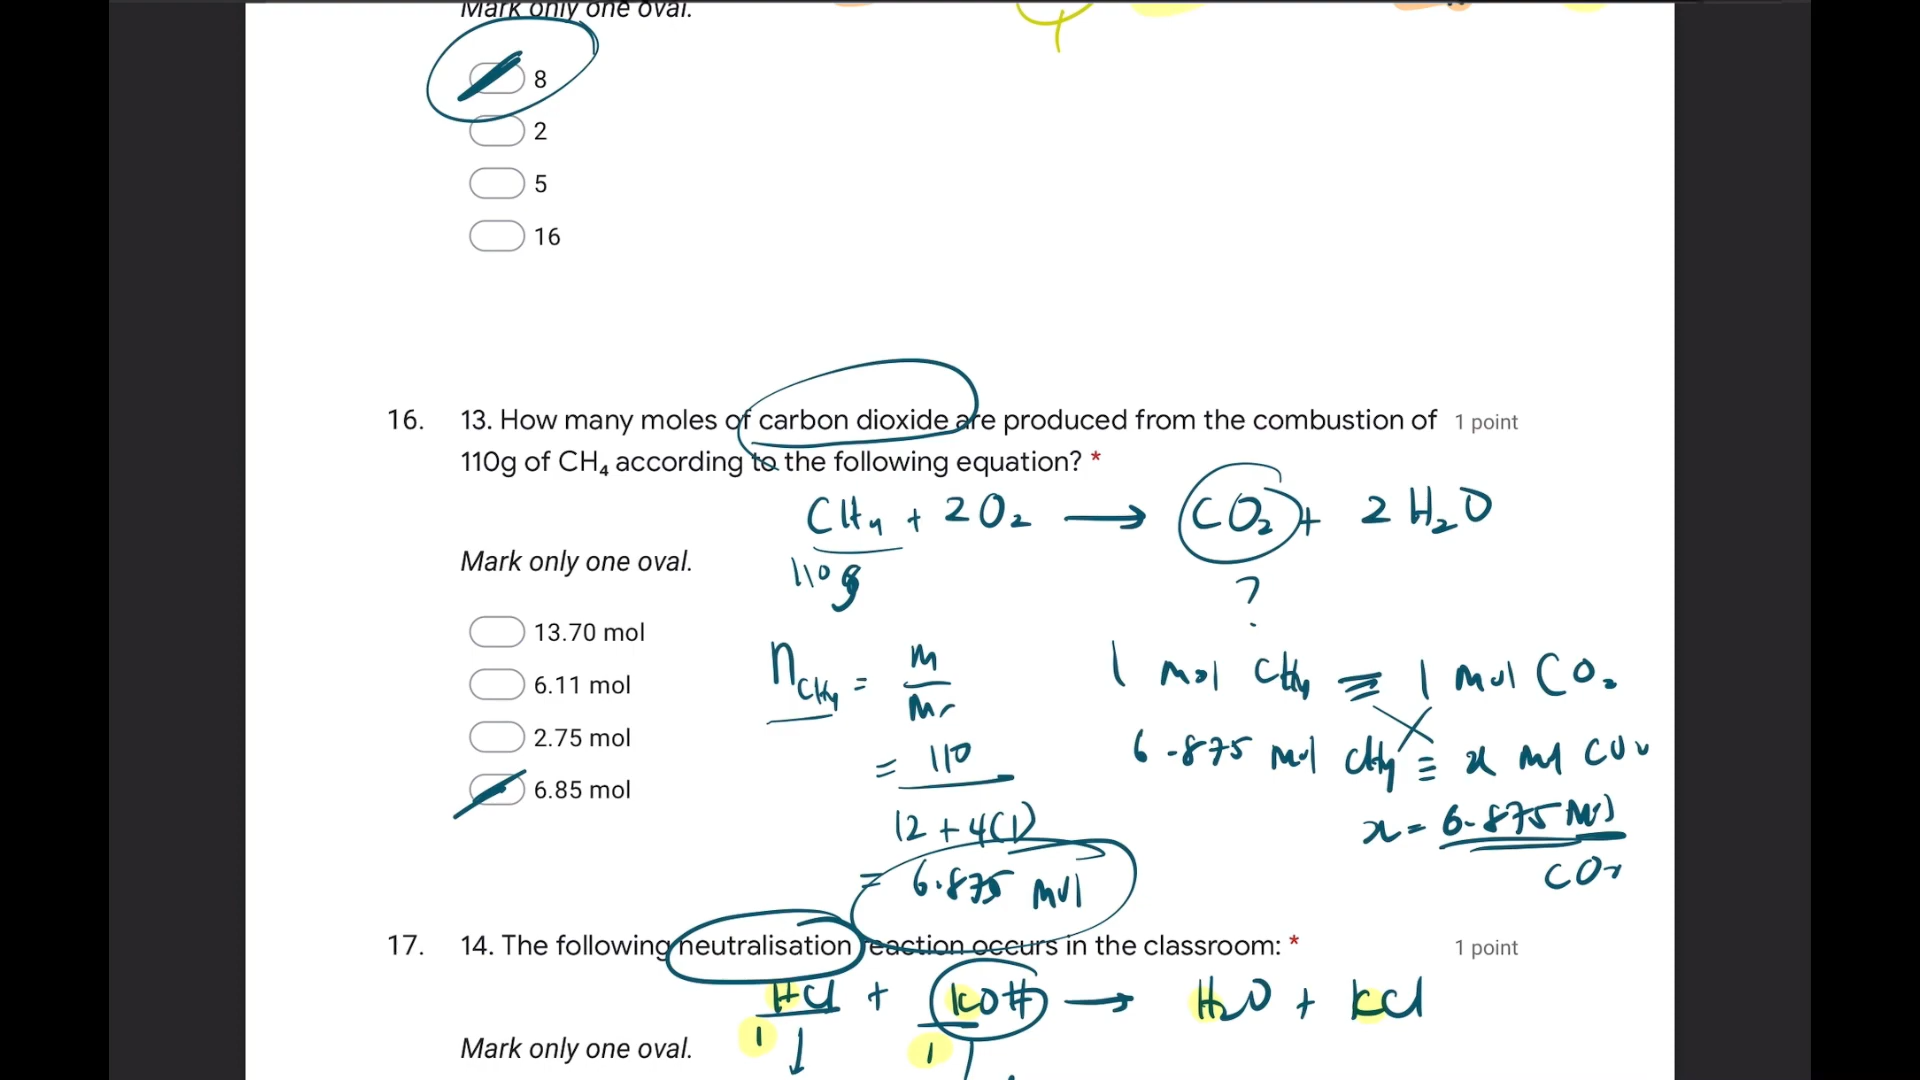 Mark only one oval.
8
2
5
16
16. 13. How many moles of carbon dioxide are produced from the combustion of 1 point
110g of CH₄ according to the following equation? *
CH₄ + 2O₂ → CO₂ + 2H₂O
110g
?
Mark only one oval.
13.70 mol
6.11 mol
2.75 mol
6.85 mol
nCH₄ = m
Mr
= 110
12 + 4(1)
= 6.875 mol
1 mol CH₄ ≡ 1 mol CO₂
6.875 mol CH₄ ≡ x mol CO₂
x = 6.875 mol
CO₂
17. 14. The following neutralisation reaction occurs in the classroom: * 1 point
HCl + KOH → H₂O + KCl
1 1
Mark only one oval.